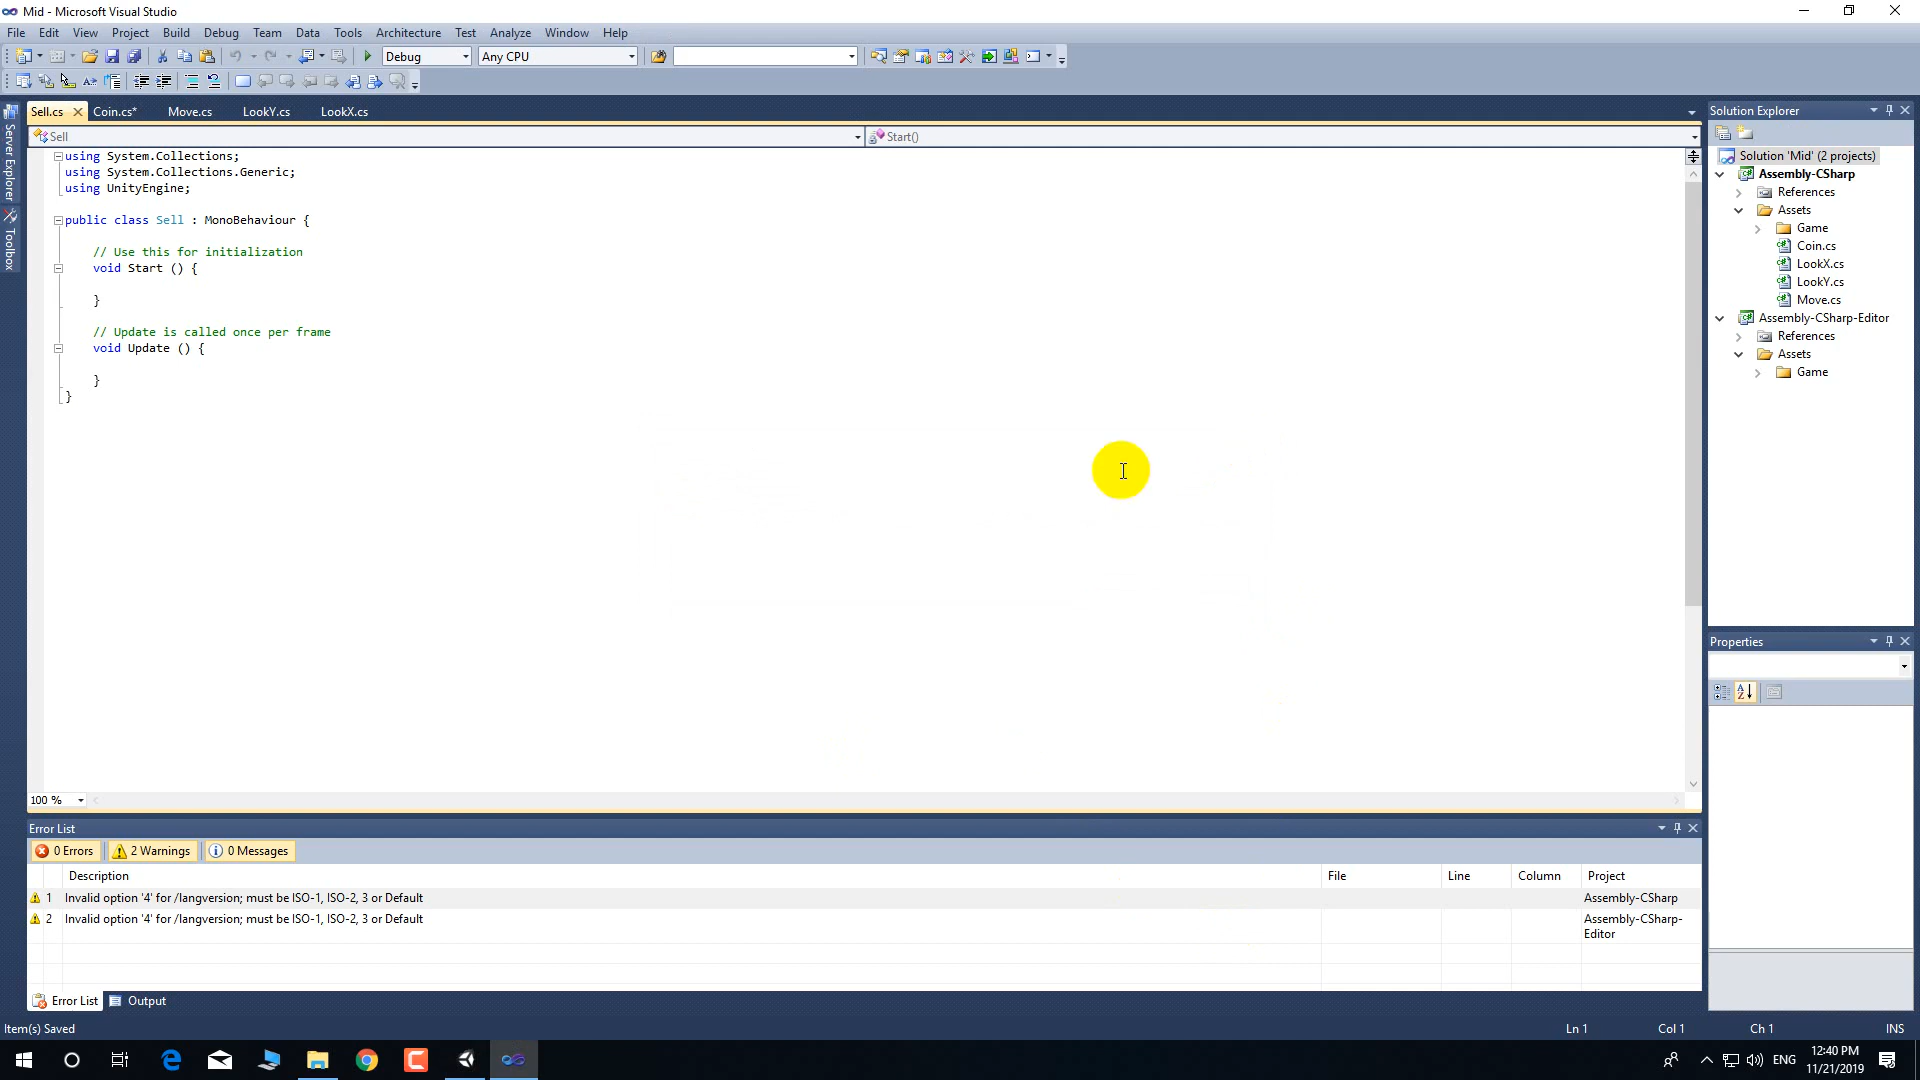 Mid - Microsoft Visual Studio
File Edit View Project Build Debug Team Data Tools Architecture Test Analyze Window Help
Debug Any CPU
Server Explorer
Toolbox
Sell.cs Coin.cs* Move.cs LookY.cs LookX.cs
Sell Start()
using System.Collections;
using System.Collections.Generic;
using UnityEngine;
public class Sell : MonoBehaviour {
// Use this for initialization
void Start () {
}
// Update is called once per frame
void Update () {
}
}
100 %
Solution Explorer
Solution 'Mid' (2 projects)
Assembly-CSharp
References
Assets
Game
Coin.cs
LookX.cs
LookY.cs
Move.cs
Assembly-CSharp-Editor
References
Assets
Game
Properties
Error List
0 Errors 2 Warnings 0 Messages
Description File Line Column Project
1 Invalid option '4' for /langversion; must be ISO-1, ISO-2, 3 or Default Assembly-CSharp
2 Invalid option '4' for /langversion; must be ISO-1, ISO-2, 3 or Default Assembly-CSharp-
Editor
Error List Output
Item(s) Saved Ln 1 Col 1 Ch 1 INS
ENG 12:40 PM
11/21/2019